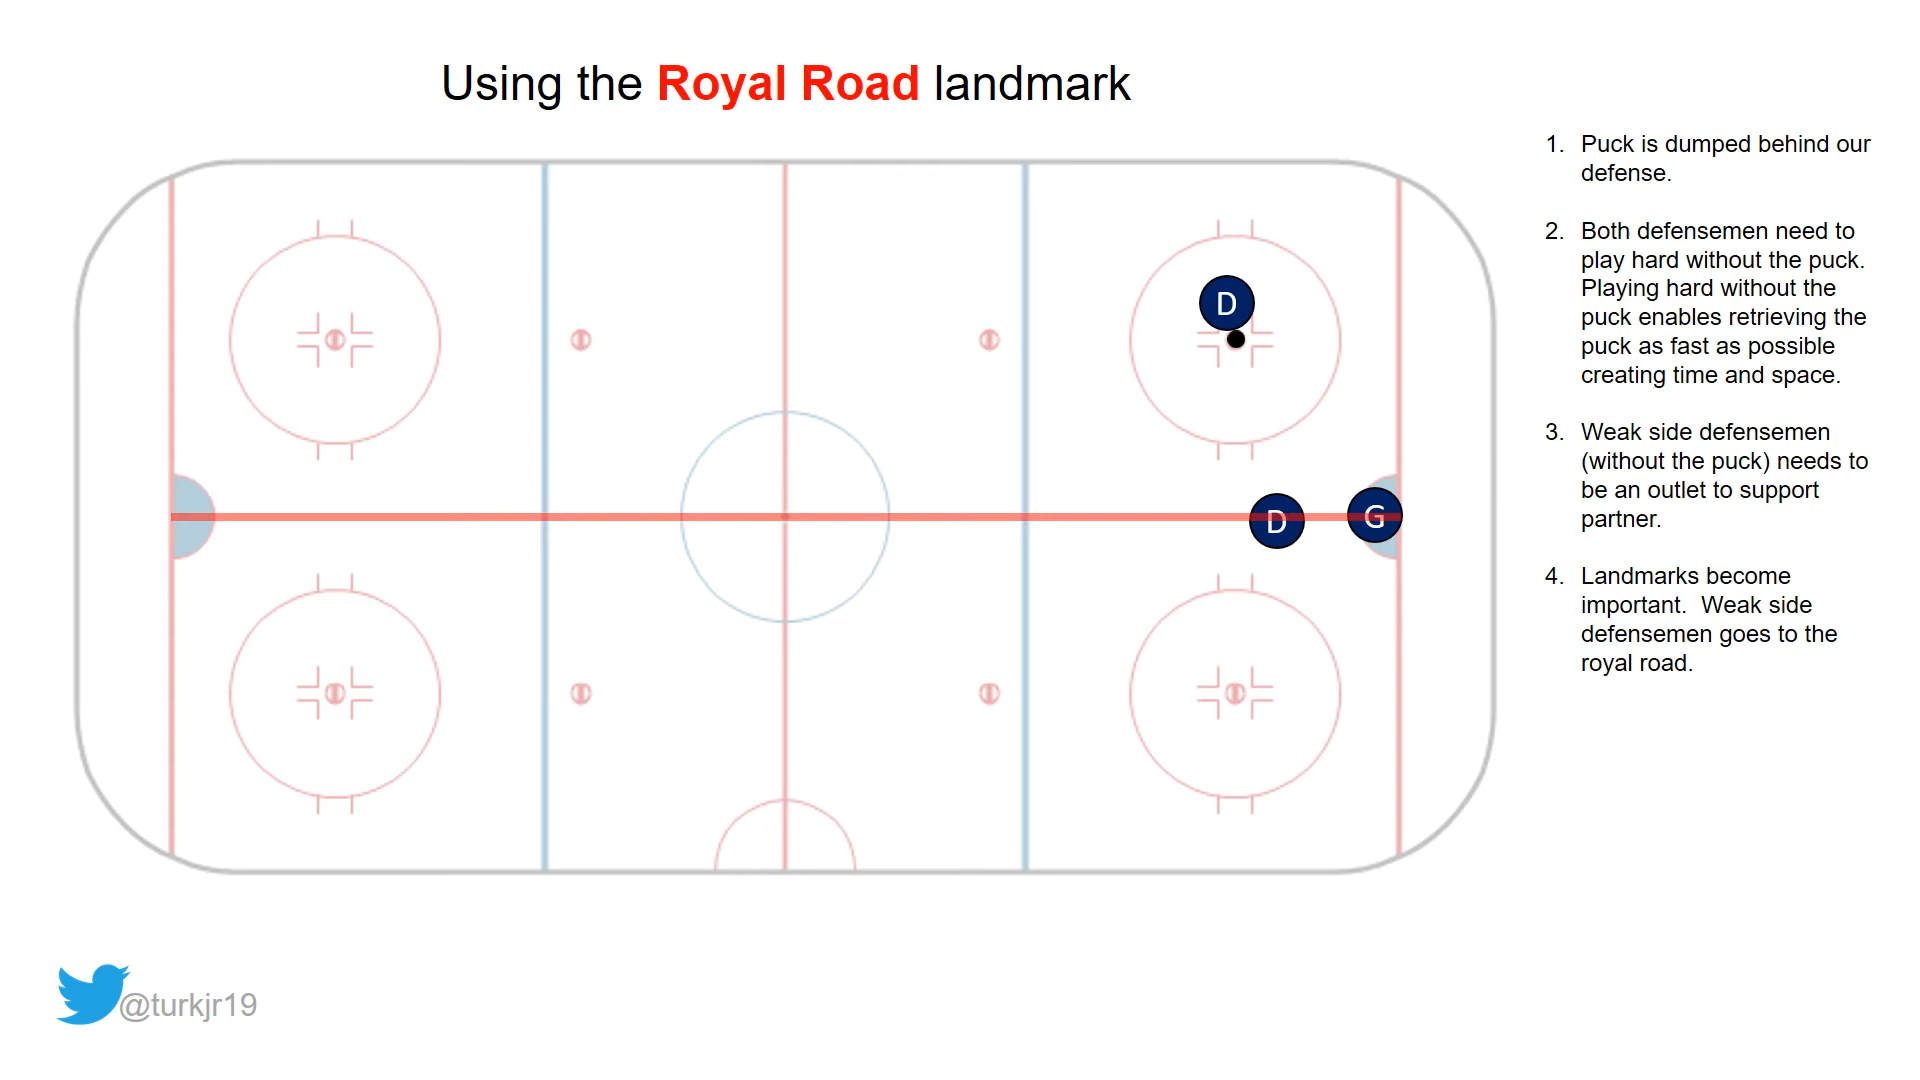 Using the Royal Road landmark
1. Puck is dumped behind our
defense.
2. Both defensemen need to
play hard without the puck.
Playing hard without the
puck enables retrieving the
puck as fast as possible
creating time and space.
3. Weak side defensemen
(without the puck) needs to
be an outlet to support
partner.
4. Landmarks become
important.  Weak side
defensemen goes to the
royal road.
D
D
G
@turkjr19